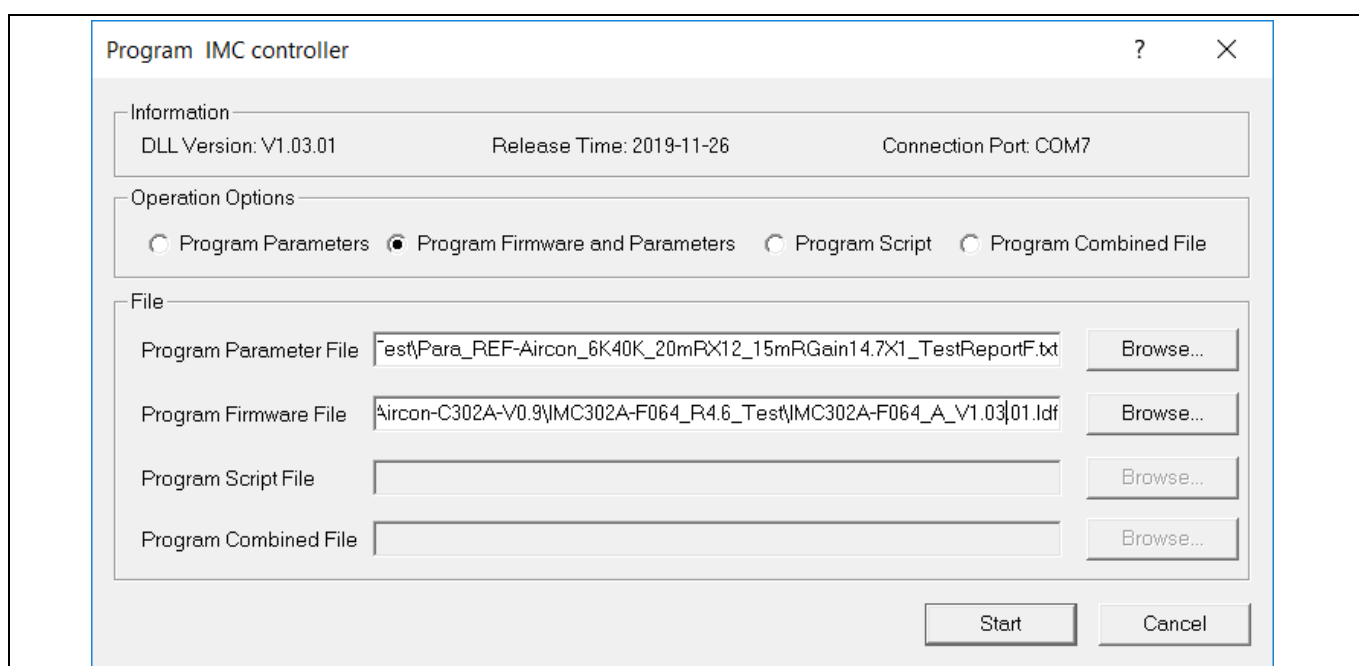 Program IMC controller ?
Information
DLL Version: V1.03.01 Release Time: 2019-11-26 Connection Port: COM7
Operation Options
Program Parameters Program Firmware and Parameters Program Script Program Combined File
File
Program Parameter File Test\Para_REF-Aircon_6K40K_20mRX12_15mRGain14.7X1_TestReportF.txt Browse...
Program Firmware File Aircon-C302A-V0.9\IMC302A-F064_R4.6_Test\IMC302A-F064_A_V1.03.01.ldf Browse...
Program Script File Browse...
Program Combined File Browse...
Start Cancel